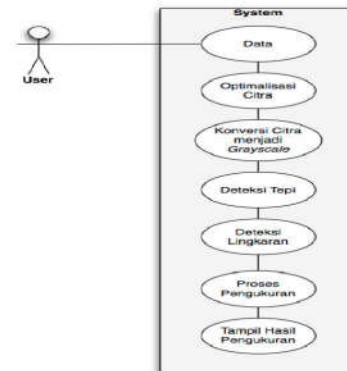 System
User
Data
Optimalisasi
Citra
Konversi Citra
menjadi
Grayscale
Deteksi Tepi
Deteksi
Lingkaran
Proses
Pengukuran
Tampil Hasil
Pengukuran